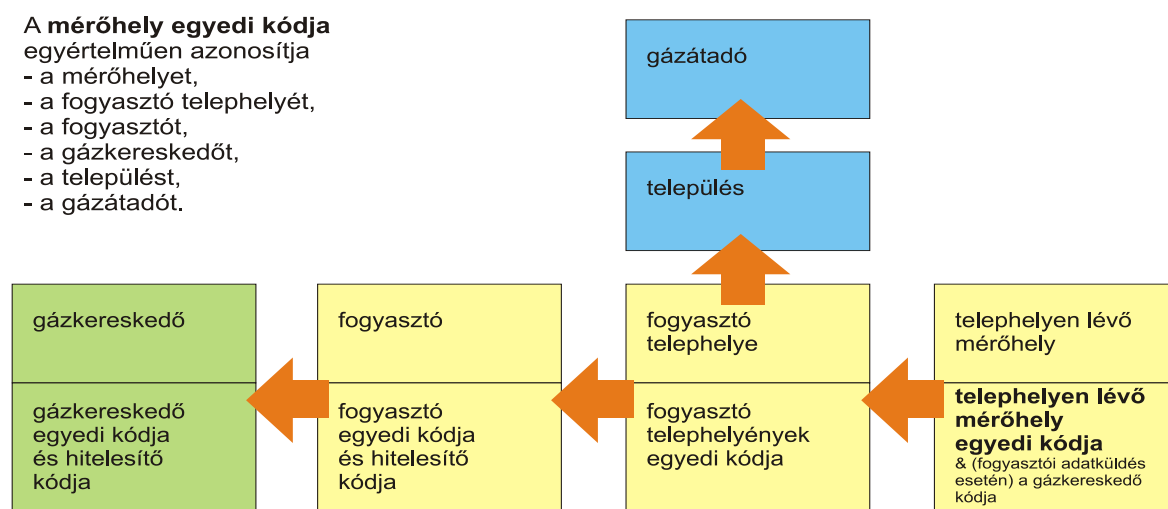 A mérőhely egyedi kódja
egyértelműen azonosítja
- a mérőhelyet,
- a fogyasztó telephelyét,
- a fogyasztót,
- a gázkereskedőt,
- a települést,
- a gázátadót.
gázátadó
település
gázkereskedő
fogyasztó
fogyasztó
telephelye
telephelyen lévő
mérőhely
gázkereskedő
egyedi kódja
és hitelesítő
kódja
fogyasztó
egyedi kódja
és hitelesítő
kódja
fogyasztó
telephelyények
egyedi kódja
telephelyen lévő
mérőhely
egyedi kódja
& (fogyasztói adatküldés
esetén) a gázkereskedő
kódja